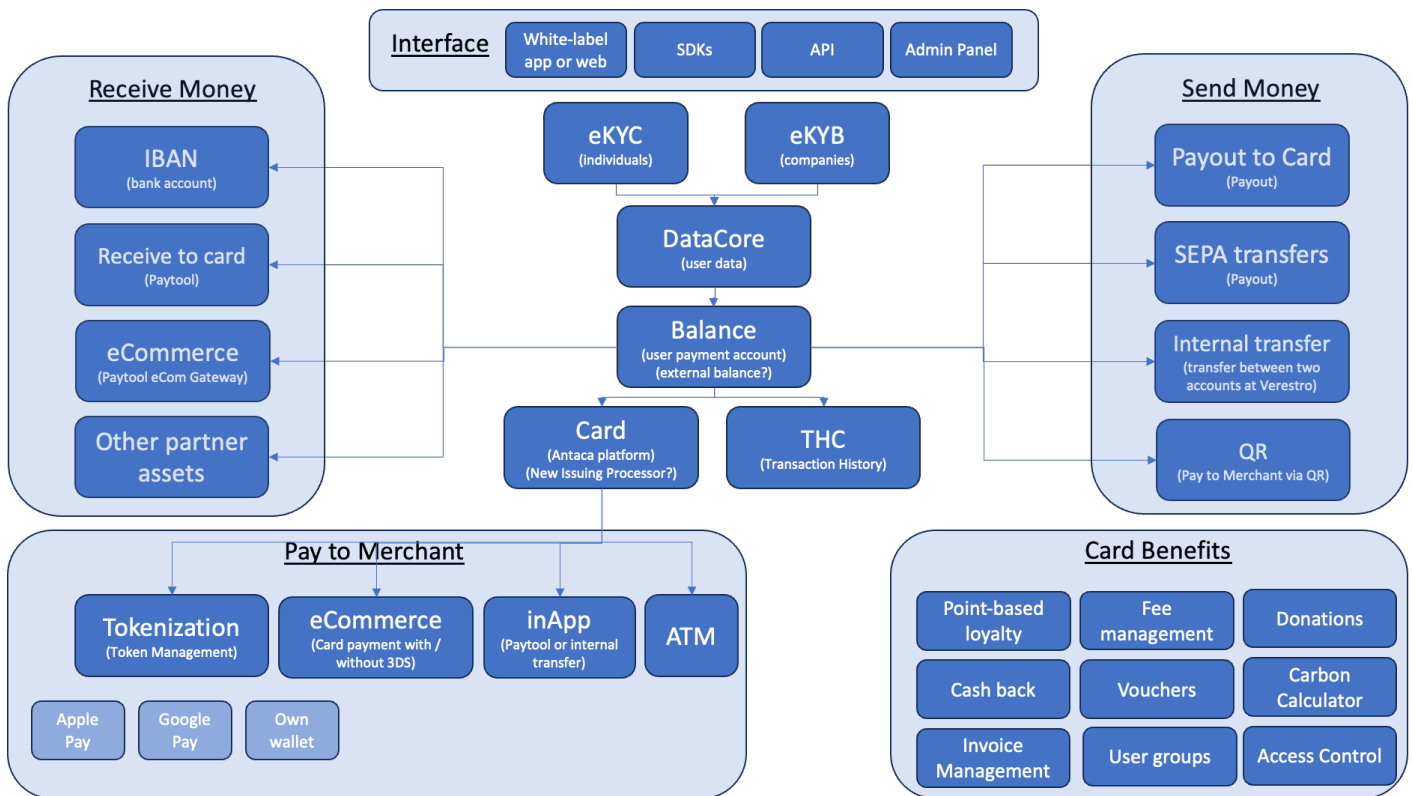 Interface
White-label
app or web
SDKs
API
Admin Panel
Receive Money
IBAN
(bank account)
Receive to card
(Paytool)
eCommerce
(Paytool eCom Gateway)
Other partner
assets
eKYC
(individuals)
eKYB
(companies)
DataCore
(user data)
Balance
(user payment account)
(external balance?)
Card
(Antaca platform)
(New Issuing Processor?)
THC
(Transaction History)
Send Money
Payout to Card
(Payout)
SEPA transfers
(Payout)
Internal transfer
(transfer between two
accounts at Verestro)
QR
(Pay to Merchant via QR)
Pay to Merchant
Tokenization
(Token Management)
eCommerce
(Card payment with /
without 3DS)
inApp
(Paytool or internal
transfer)
ATM
Apple
Pay
Google
Pay
Own
wallet
Card Benefits
Point-based
loyalty
Fee
management
Donations
Cash back
Vouchers
Carbon
Calculator
Invoice
Management
User groups
Access Control